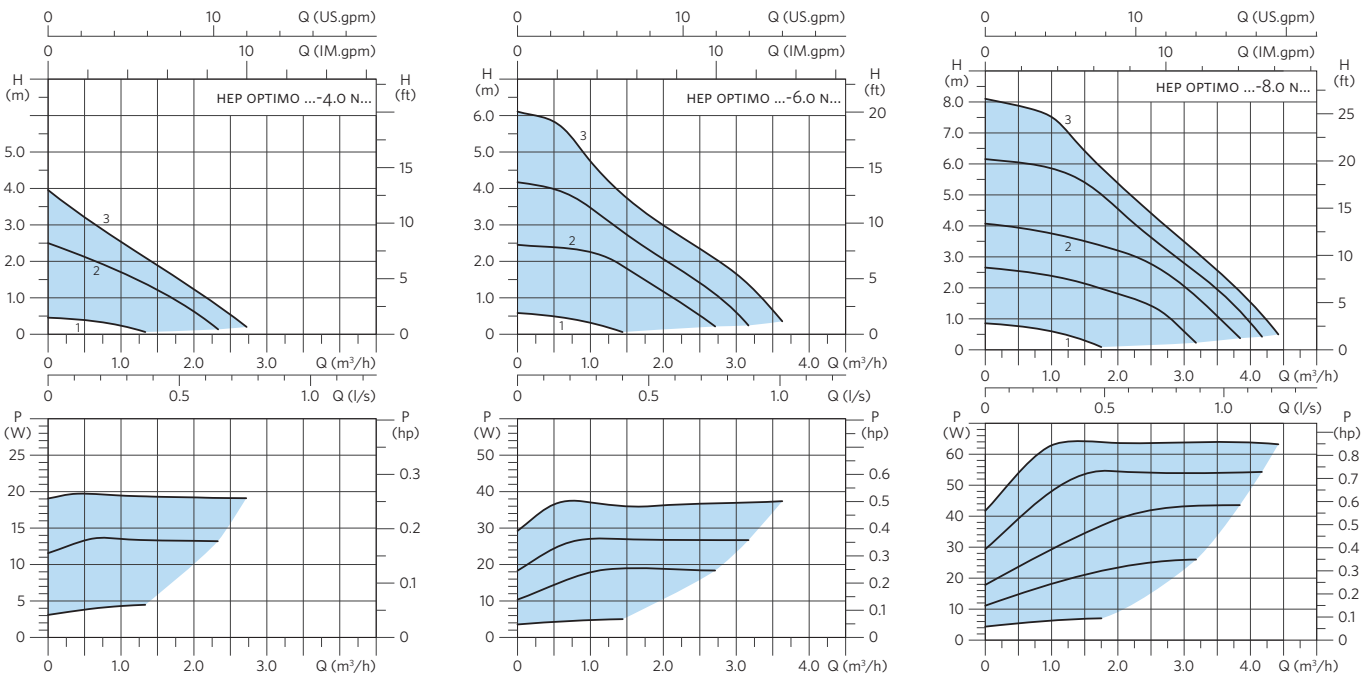 0 10 Q (US.gpm)
0 10 Q (IM.gpm)
H (m) H (ft)
HEP OPTIMO ...-4.0 N...
5.0 15
4.0
3.0 3 10
2.0 2 5
1.0
0 1 0
0 1.0 2.0 3.0 Q (m³/h)
0 0.5 1.0 Q (l/s)
P (W) P (hp)
25
20 0.3
15 0.2
10 0.1
5
0 0
0 1.0 2.0 3.0 Q (m³/h)
0 10 Q (US.gpm)
0 10 Q (IM.gpm)
H (m) H (ft)
HEP OPTIMO ...-6.0 N...
6.0 20
5.0 3 15
4.0
3.0 10
2.0 2 5
1.0
0 1 0
0 1.0 2.0 3.0 4.0 Q (m³/h)
0 0.5 1.0 Q (l/s)
P (W) P (hp)
40 0.6
0.5
30 0.4
20 0.3
0.2
10 0.1
0 0
0 1.0 2.0 3.0 4.0 Q (m³/h)
0 10 Q (US.gpm)
0 10 Q (IM.gpm)
H (m) H (ft)
HEP OPTIMO ...-8.0 N...
8.0 25
7.0 3
6.0 20
5.0 15
4.0
3.0 2 10
2.0 5
1.0
0 1 0
0 1.0 2.0 3.0 4.0 Q (m³/h)
0 0.5 1.0 Q (l/s)
P (W) P (hp)
60 0.8
50 0.7
0.6
40 0.5
30 0.4
0.3
20 0.2
10 0.1
0 0
0 1.0 2.0 3.0 4.0 Q (m³/h)